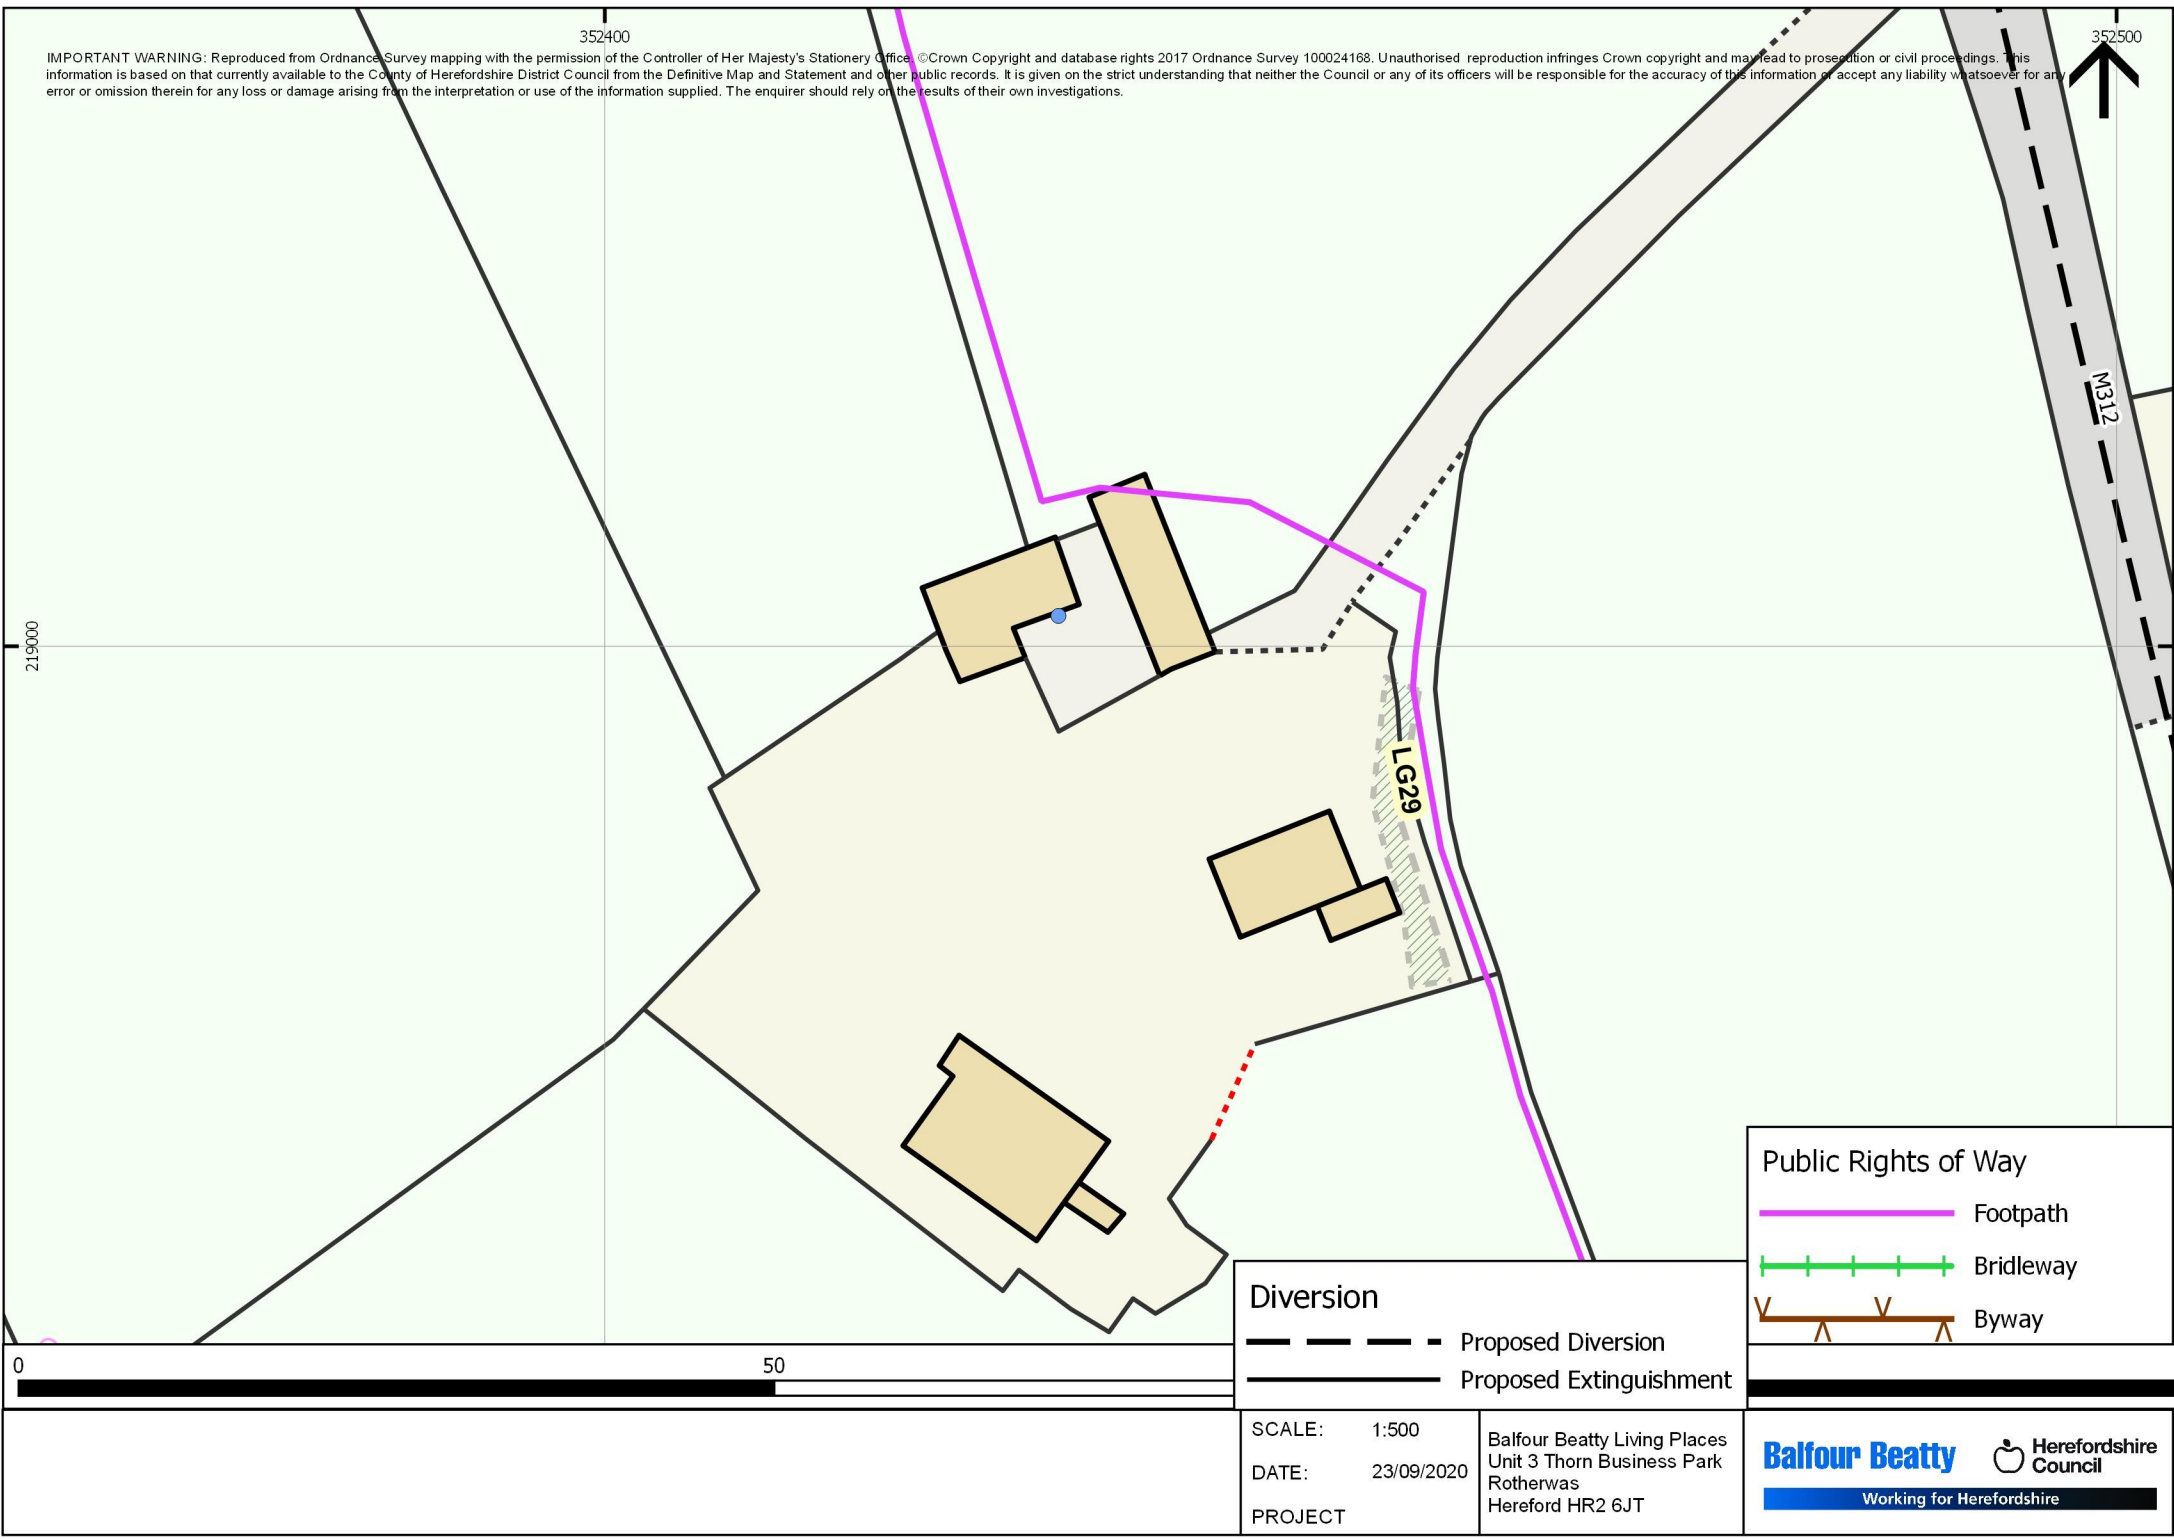 352400
352500
IMPORTANT WARNING: Reproduced from Ordnance Survey mapping with the permission of the Controller of Her Majesty's Stationery Office. ©Crown Copyright and database rights 2017 Ordnance Survey 100024168. Unauthorised reproduction infringes Crown copyright and may lead to prosecution or civil proceedings. This
information is based on that currently available to the County of Herefordshire District Council from the Definitive Map and Statement and other public records. It is given on the strict understanding that neither the Council or any of its officers will be responsible for the accuracy of this information or accept any liability whatsoever for any
error or omission therein for any loss or damage arising from the interpretation or use of the information supplied. The enquirer should rely on the results of their own investigations.
M312
219000
LG29
Public Rights of Way
Footpath
Bridleway
Byway
Diversion
Proposed Diversion
Proposed Extinguishment
0 50
SCALE: 1:500
DATE: 23/09/2020
PROJECT
Balfour Beatty Living Places
Unit 3 Thorn Business Park
Rotherwas
Hereford HR2 6JT
Balfour Beatty
Herefordshire
Council
Working for Herefordshire